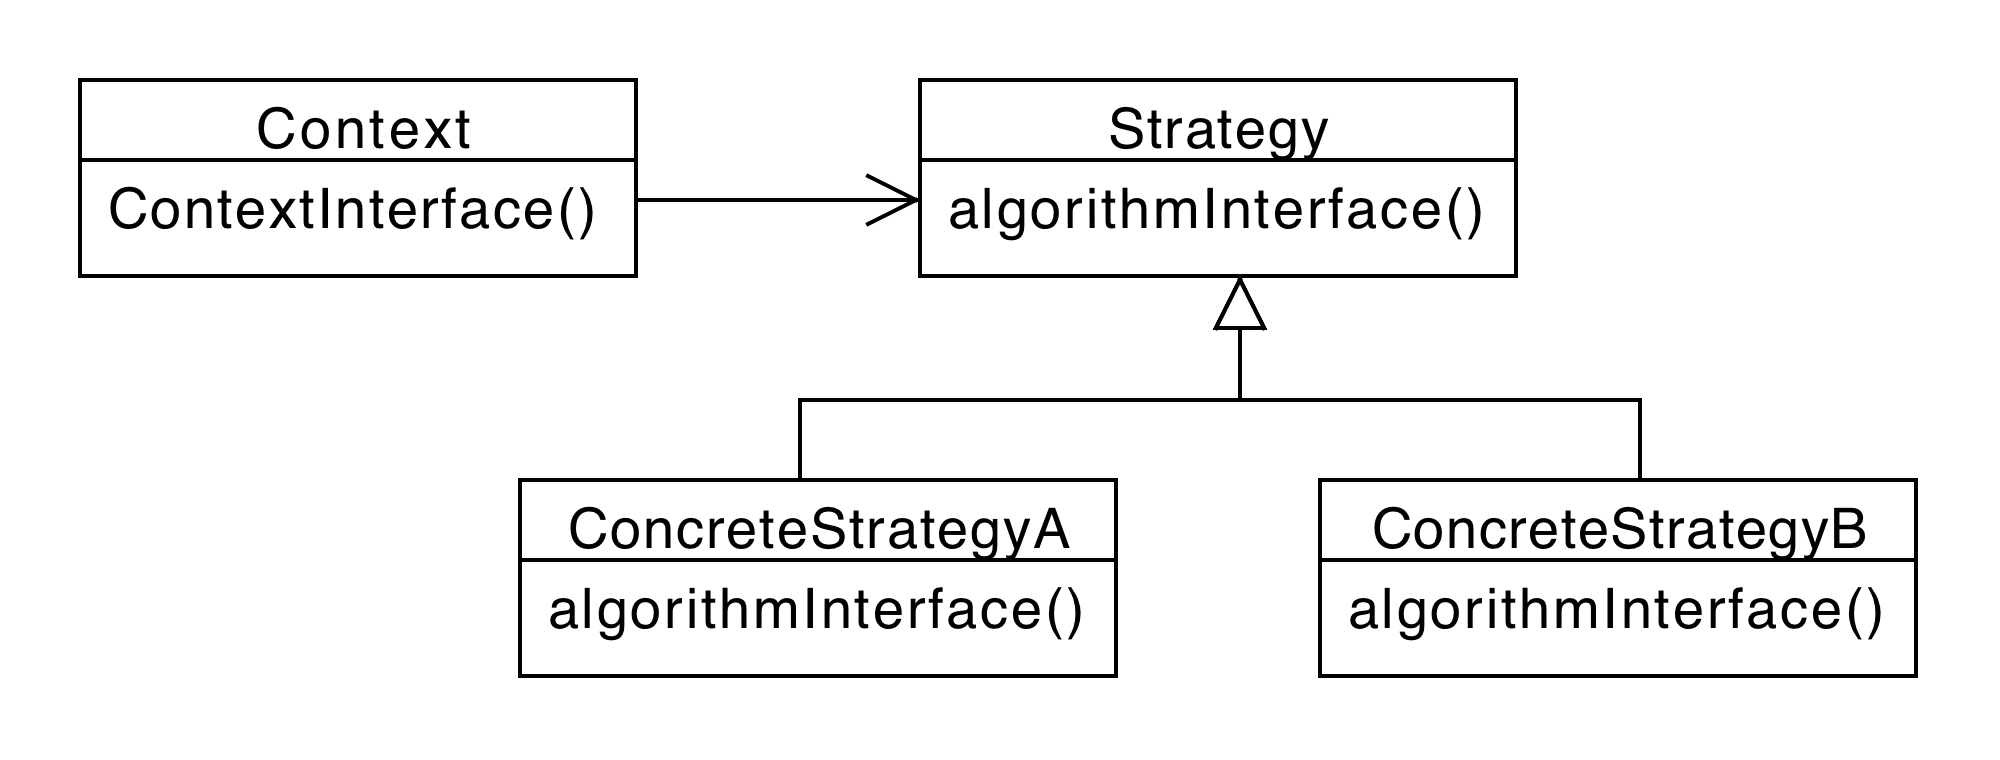 Context
ContextInterface()
Strategy
algorithmInterface()
ConcreteStrategyA
algorithmInterface()
ConcreteStrategyB
algorithmInterface()